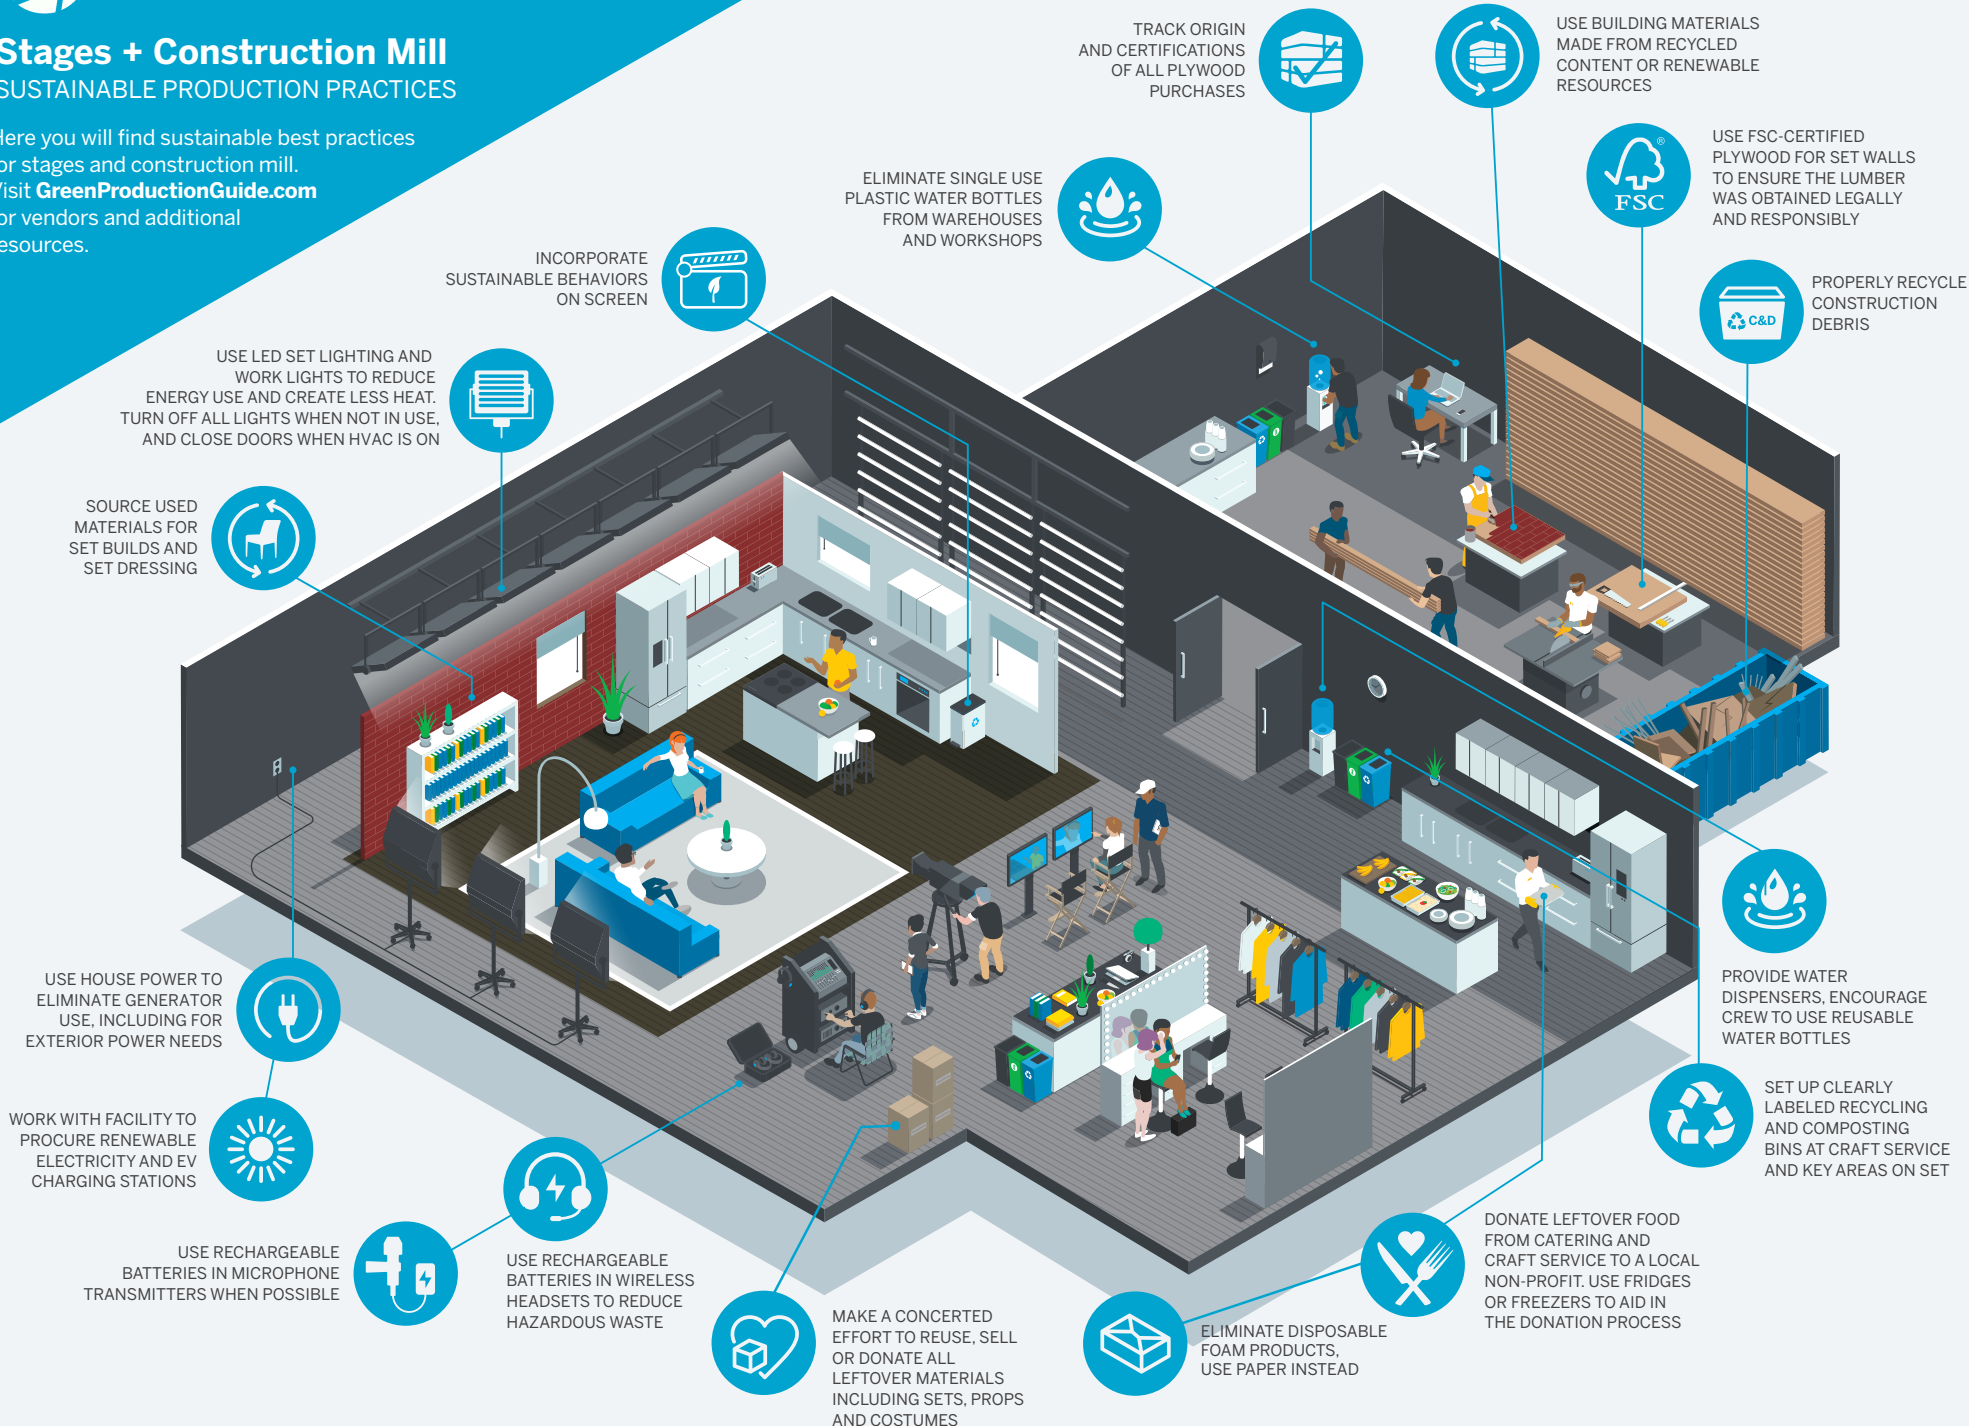 Stages + Construction Mill
SUSTAINABLE PRODUCTION PRACTICES
Here you will find sustainable best practices
for stages and construction mill.
Visit GreenProductionGuide.com
for vendors and additional
resources.
TRACK ORIGIN
AND CERTIFICATIONS
OF ALL PLYWOOD
PURCHASES
USE BUILDING MATERIALS
MADE FROM RECYCLED
CONTENT OR RENEWABLE
RESOURCES
USE FSC-CERTIFIED
PLYWOOD FOR SET WALLS
TO ENSURE THE LUMBER
WAS OBTAINED LEGALLY
AND RESPONSIBLY
®
FSC
ELIMINATE SINGLE USE
PLASTIC WATER BOTTLES
FROM WAREHOUSES
AND WORKSHOPS
INCORPORATE
SUSTAINABLE BEHAVIORS
ON SCREEN
PROPERLY RECYCLE
CONSTRUCTION
DEBRIS
C&D
USE LED SET LIGHTING AND
WORK LIGHTS TO REDUCE
ENERGY USE AND CREATE LESS HEAT.
TURN OFF ALL LIGHTS WHEN NOT IN USE,
AND CLOSE DOORS WHEN HVAC IS ON
SOURCE USED
MATERIALS FOR
SET BUILDS AND
SET DRESSING
USE HOUSE POWER TO
ELIMINATE GENERATOR
USE, INCLUDING FOR
EXTERIOR POWER NEEDS
WORK WITH FACILITY TO
PROCURE RENEWABLE
ELECTRICITY AND EV
CHARGING STATIONS
USE RECHARGEABLE
BATTERIES IN MICROPHONE
TRANSMITTERS WHEN POSSIBLE
USE RECHARGEABLE
BATTERIES IN WIRELESS
HEADSETS TO REDUCE
HAZARDOUS WASTE
MAKE A CONCERTED
EFFORT TO REUSE, SELL
OR DONATE ALL
LEFTOVER MATERIALS
INCLUDING SETS, PROPS
AND COSTUMES
ELIMINATE DISPOSABLE
FOAM PRODUCTS,
USE PAPER INSTEAD
DONATE LEFTOVER FOOD
FROM CATERING AND
CRAFT SERVICE TO A LOCAL
NON-PROFIT. USE FRIDGES
OR FREEZERS TO AID IN
THE DONATION PROCESS
PROVIDE WATER
DISPENSERS, ENCOURAGE
CREW TO USE REUSABLE
WATER BOTTLES
SET UP CLEARLY
LABELED RECYCLING
AND COMPOSTING
BINS AT CRAFT SERVICE
AND KEY AREAS ON SET